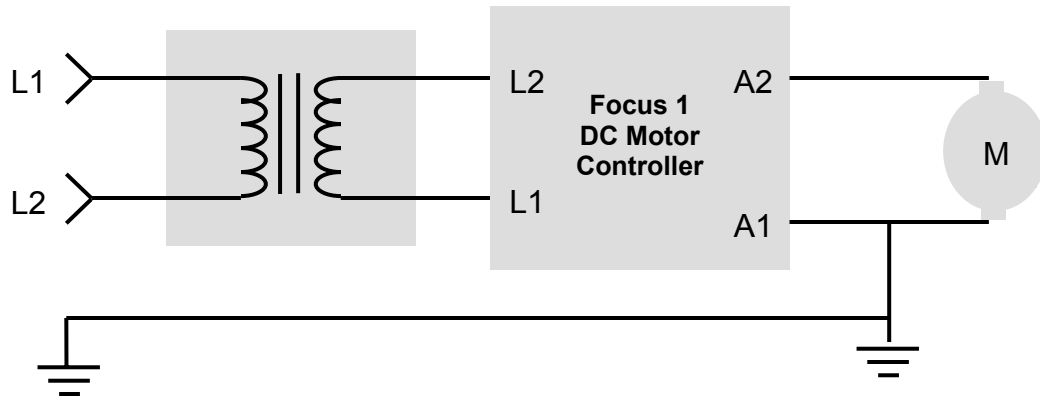 L1
L2
L2
L1
Focus 1
DC Motor
Controller
A2
A1
M